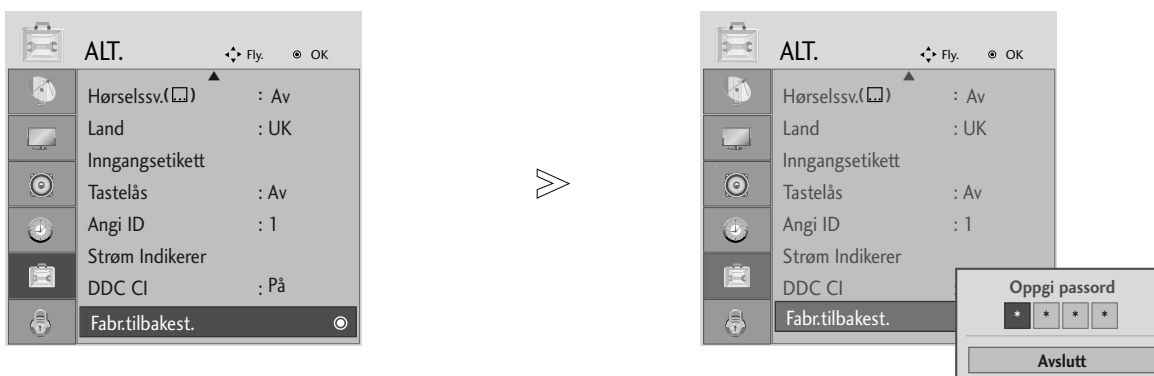 ALT. Fly. OK
Hørselssv.( ) : Av
Land : UK
Inngangsetikett
Tastelås : Av
Angi ID : 1
Strøm Indikerer
DDC CI : På
Fabr.tilbakest.
ALT. Fly. OK
Hørselssv.( ) : Av
Land : UK
Inngangsetikett
Tastelås : Av
Angi ID : 1
Strøm Indikerer
DDC CI :
Fabr.tilbakest.
Oppgi passord
* * * *
Avslutt